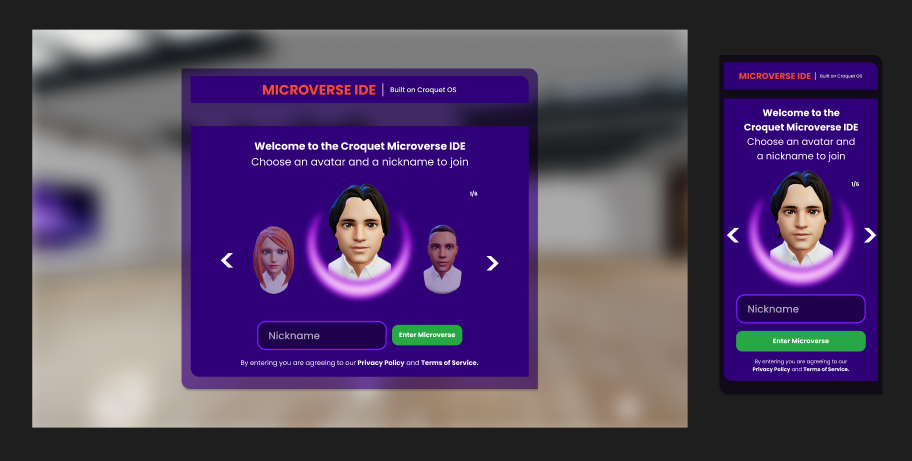 MICROVERSE IDE | Built on Croquet OS
Welcome to the Croquet Microverse IDE
Choose an avatar and a nickname to join
1/6
< >
Nickname
Enter Microverse
By entering you are agreeing to our Privacy Policy and Terms of Service.
MICROVERSE IDE | Built on Croquet OS
Welcome to the
Croquet Microverse IDE
Choose an avatar and
a nickname to join
1/6
< >
Nickname
Enter Microverse
By entering you are agreeing to our
Privacy Policy and Terms of Service.